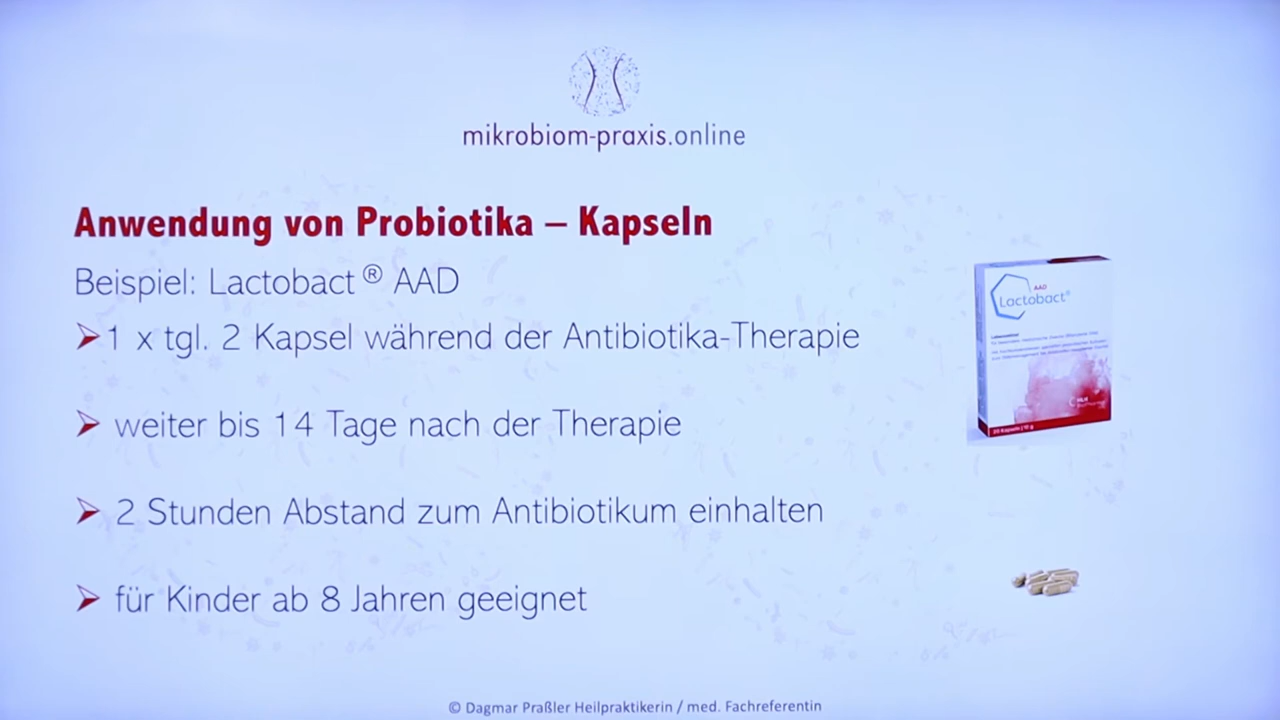 mikrobiom-praxis.online
Anwendung von Probiotika – Kapseln
Beispiel: Lactobact ® AAD
➢1 x tgl. 2 Kapsel während der Antibiotika-Therapie
➢ weiter bis 14 Tage nach der Therapie
➢ 2 Stunden Abstand zum Antibiotikum einhalten
➢ für Kinder ab 8 Jahren geeignet
AAD
Lactobact®
© Dagmar Praßler Heilpraktikerin / med. Fachreferentin